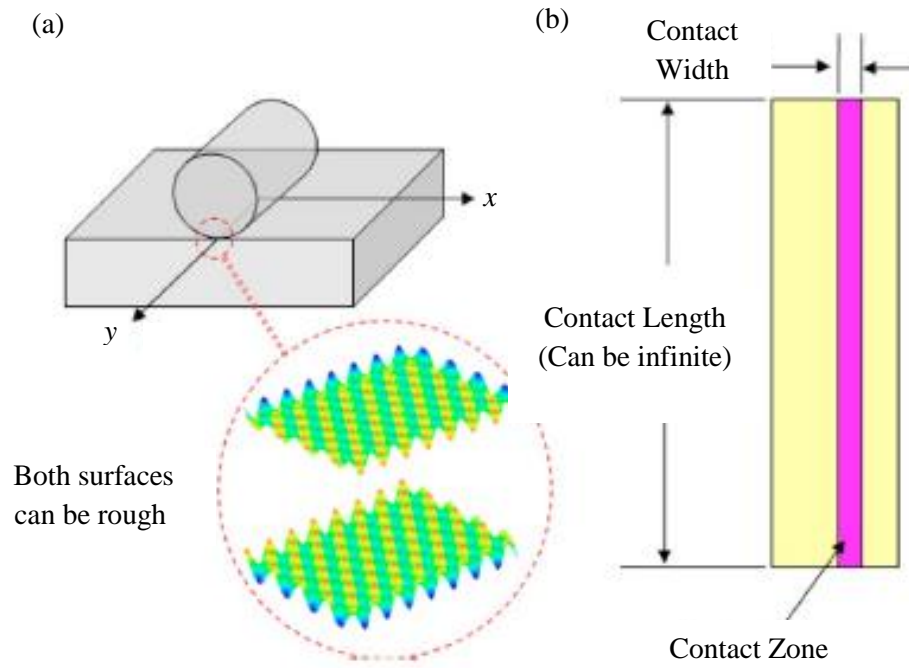 (a)
x
y
Both surfaces
can be rough
(b)
Contact
Width
Contact Length
(Can be infinite)
Contact Zone